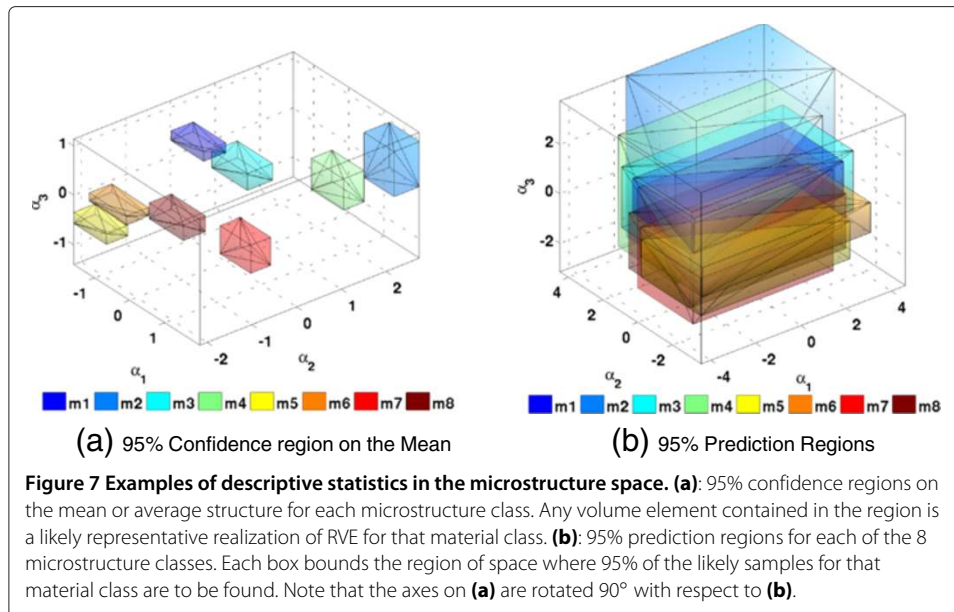 1
0
-1
α3
-1
0
1
α1
-2
-1
0
1
2
α2
m1 m2 m3 m4 m5 m6 m7 m8
(a) 95% Confidence region on the Mean
2
0
-2
α3
4
2
0
-2
α2
-4
-2
0
2
4
α1
m1 m2 m3 m4 m5 m6 m7 m8
(b) 95% Prediction Regions
Figure 7 Examples of descriptive statistics in the microstructure space. (a): 95% confidence regions on
the mean or average structure for each microstructure class. Any volume element contained in the region is
a likely representative realization of RVE for that material class. (b): 95% prediction regions for each of the 8
microstructure classes. Each box bounds the region of space where 95% of the likely samples for that
material class are to be found. Note that the axes on (a) are rotated 90° with respect to (b).